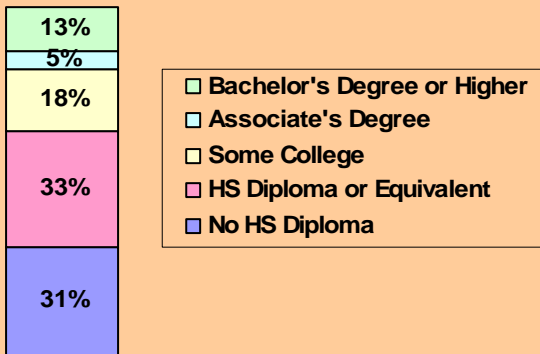 13%
5%
18%
33%
31%
Bachelor's Degree or Higher
Associate's Degree
Some College
HS Diploma or Equivalent
No HS Diploma